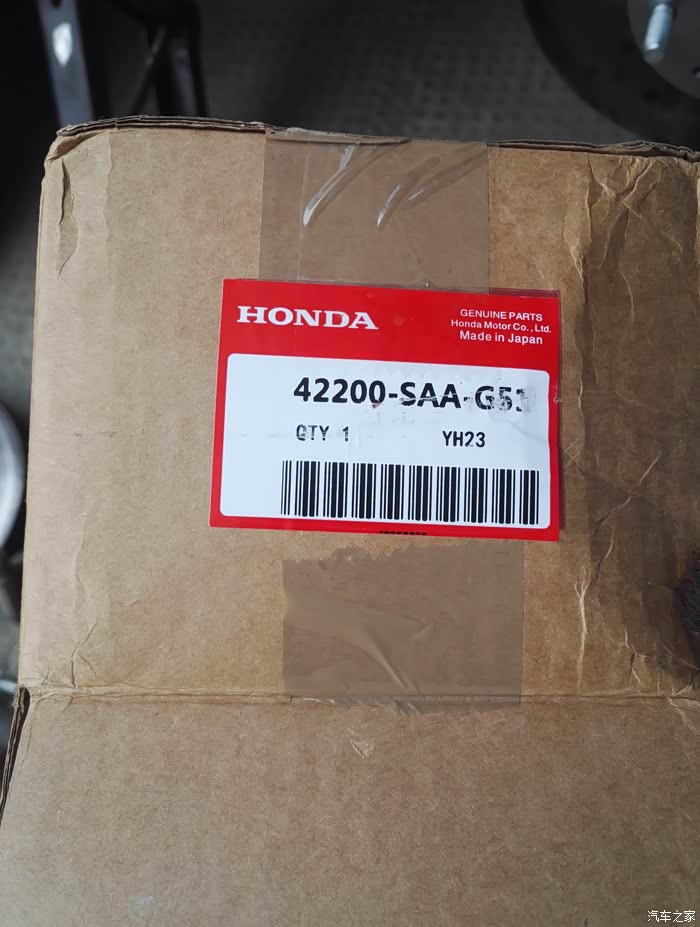 HONDA
GENUINE PARTS
Honda Motor Co., Ltd.
Made in Japan
42200-SAA-G5
QTY 1
YH23
汽车之家